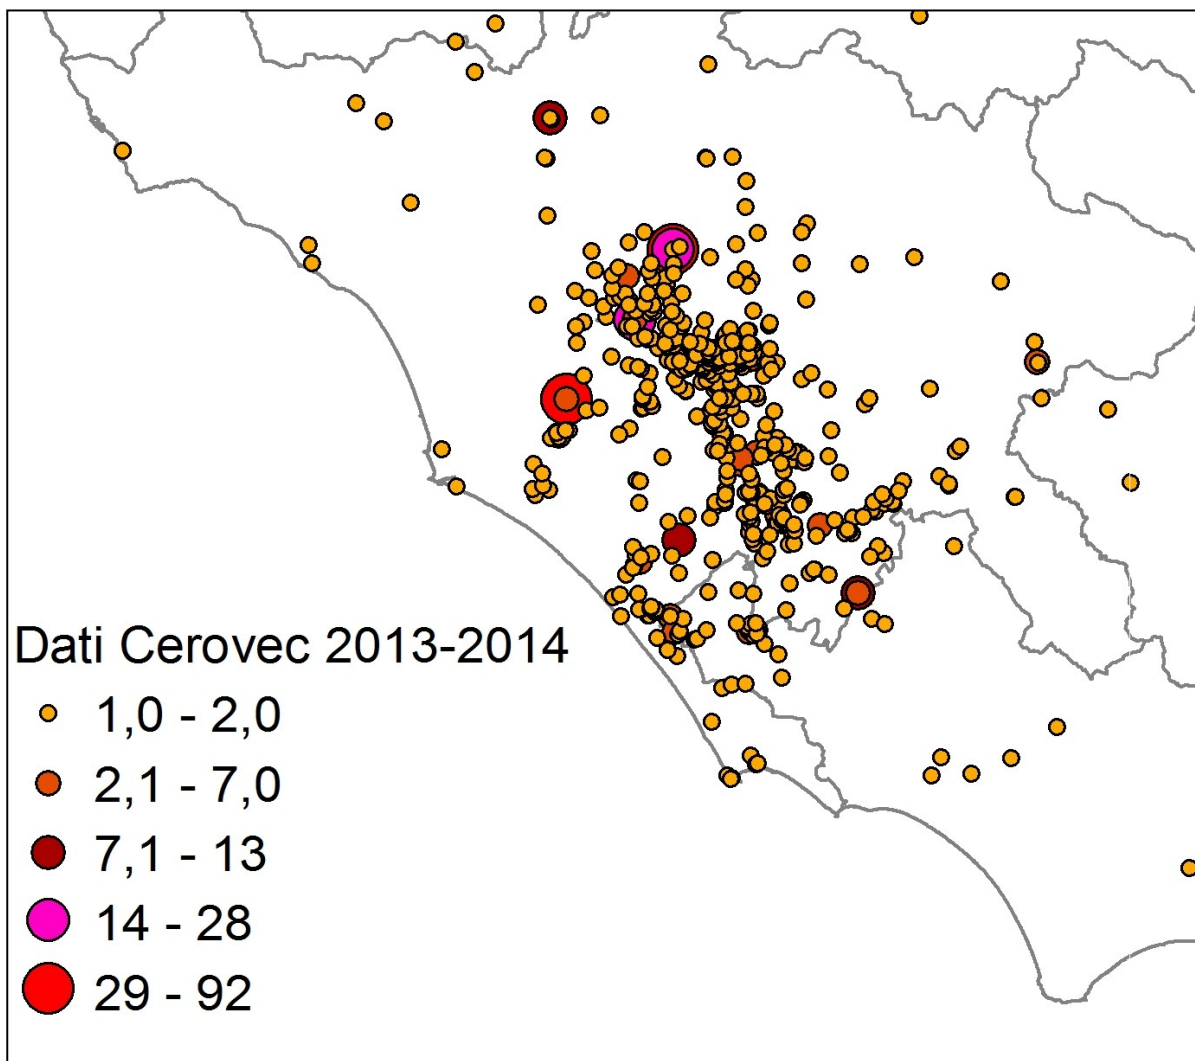 Dati Cerovec 2013-2014
1,0 - 2,0
2,1 - 7,0
7,1 - 13
14 - 28
29 - 92